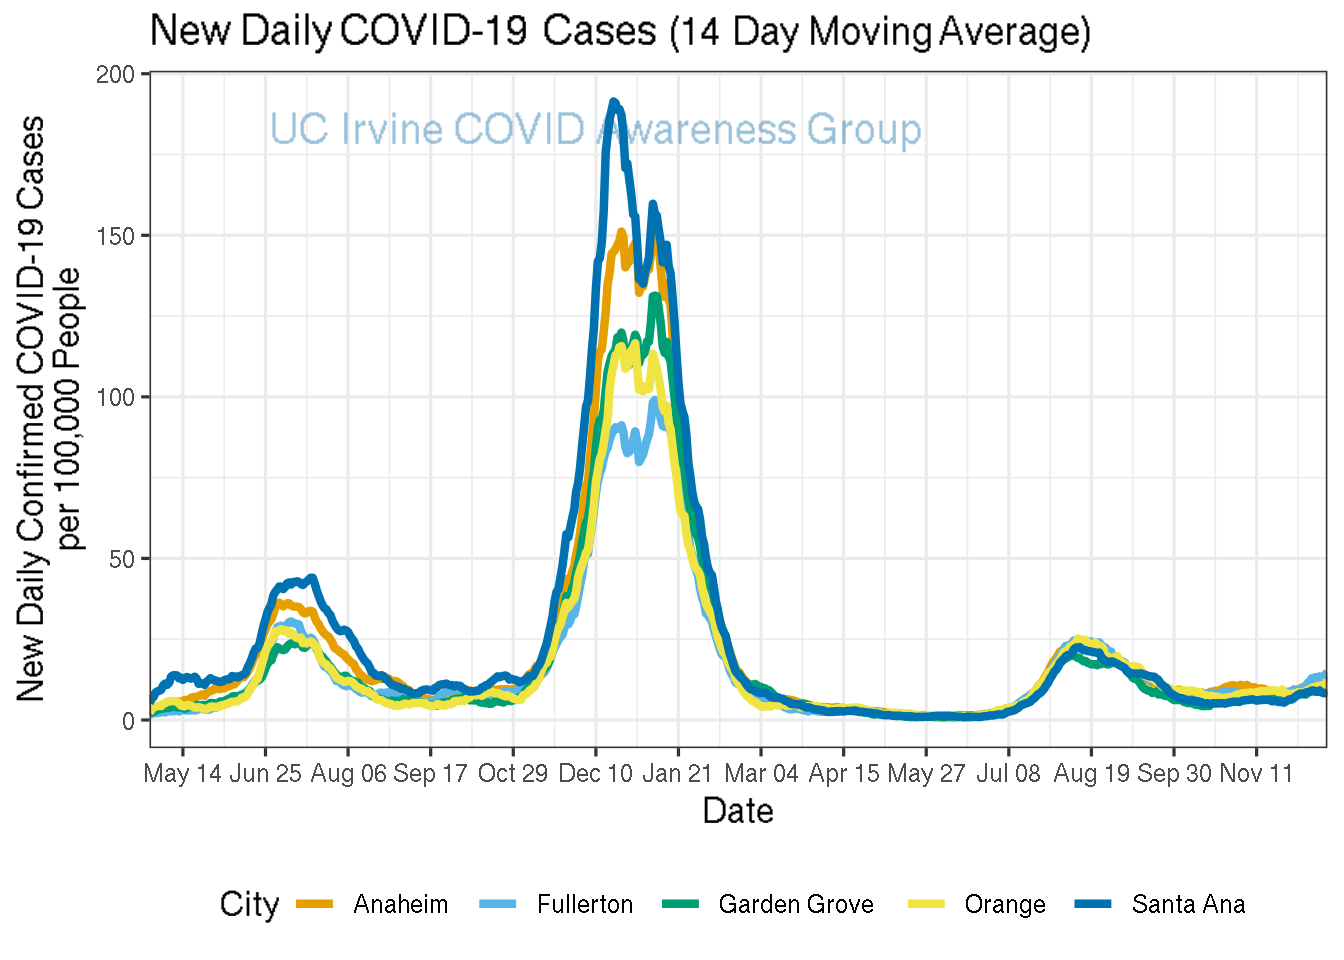 New Daily COVID-19 Cases (14 Day Moving Average)
UC Irvine COVID Awareness Group
New Daily Confirmed COVID-19 Cases
per 100,000 People
200
150
100
50
0
May 14 Jun 25 Aug 06 Sep 17 Oct 29 Dec 10 Jan 21 Mar 04 Apr 15 May 27 Jul 08 Aug 19 Sep 30 Nov 11
Date
City Anaheim Fullerton Garden Grove Orange Santa Ana